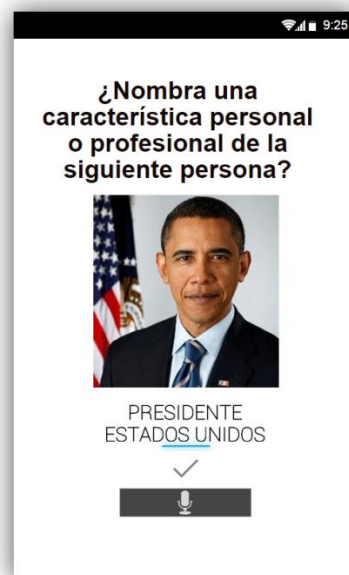 9:25
¿Nombra una
característica personal
o profesional de la
siguiente persona?
PRESIDENTE
ESTADOS UNIDOS